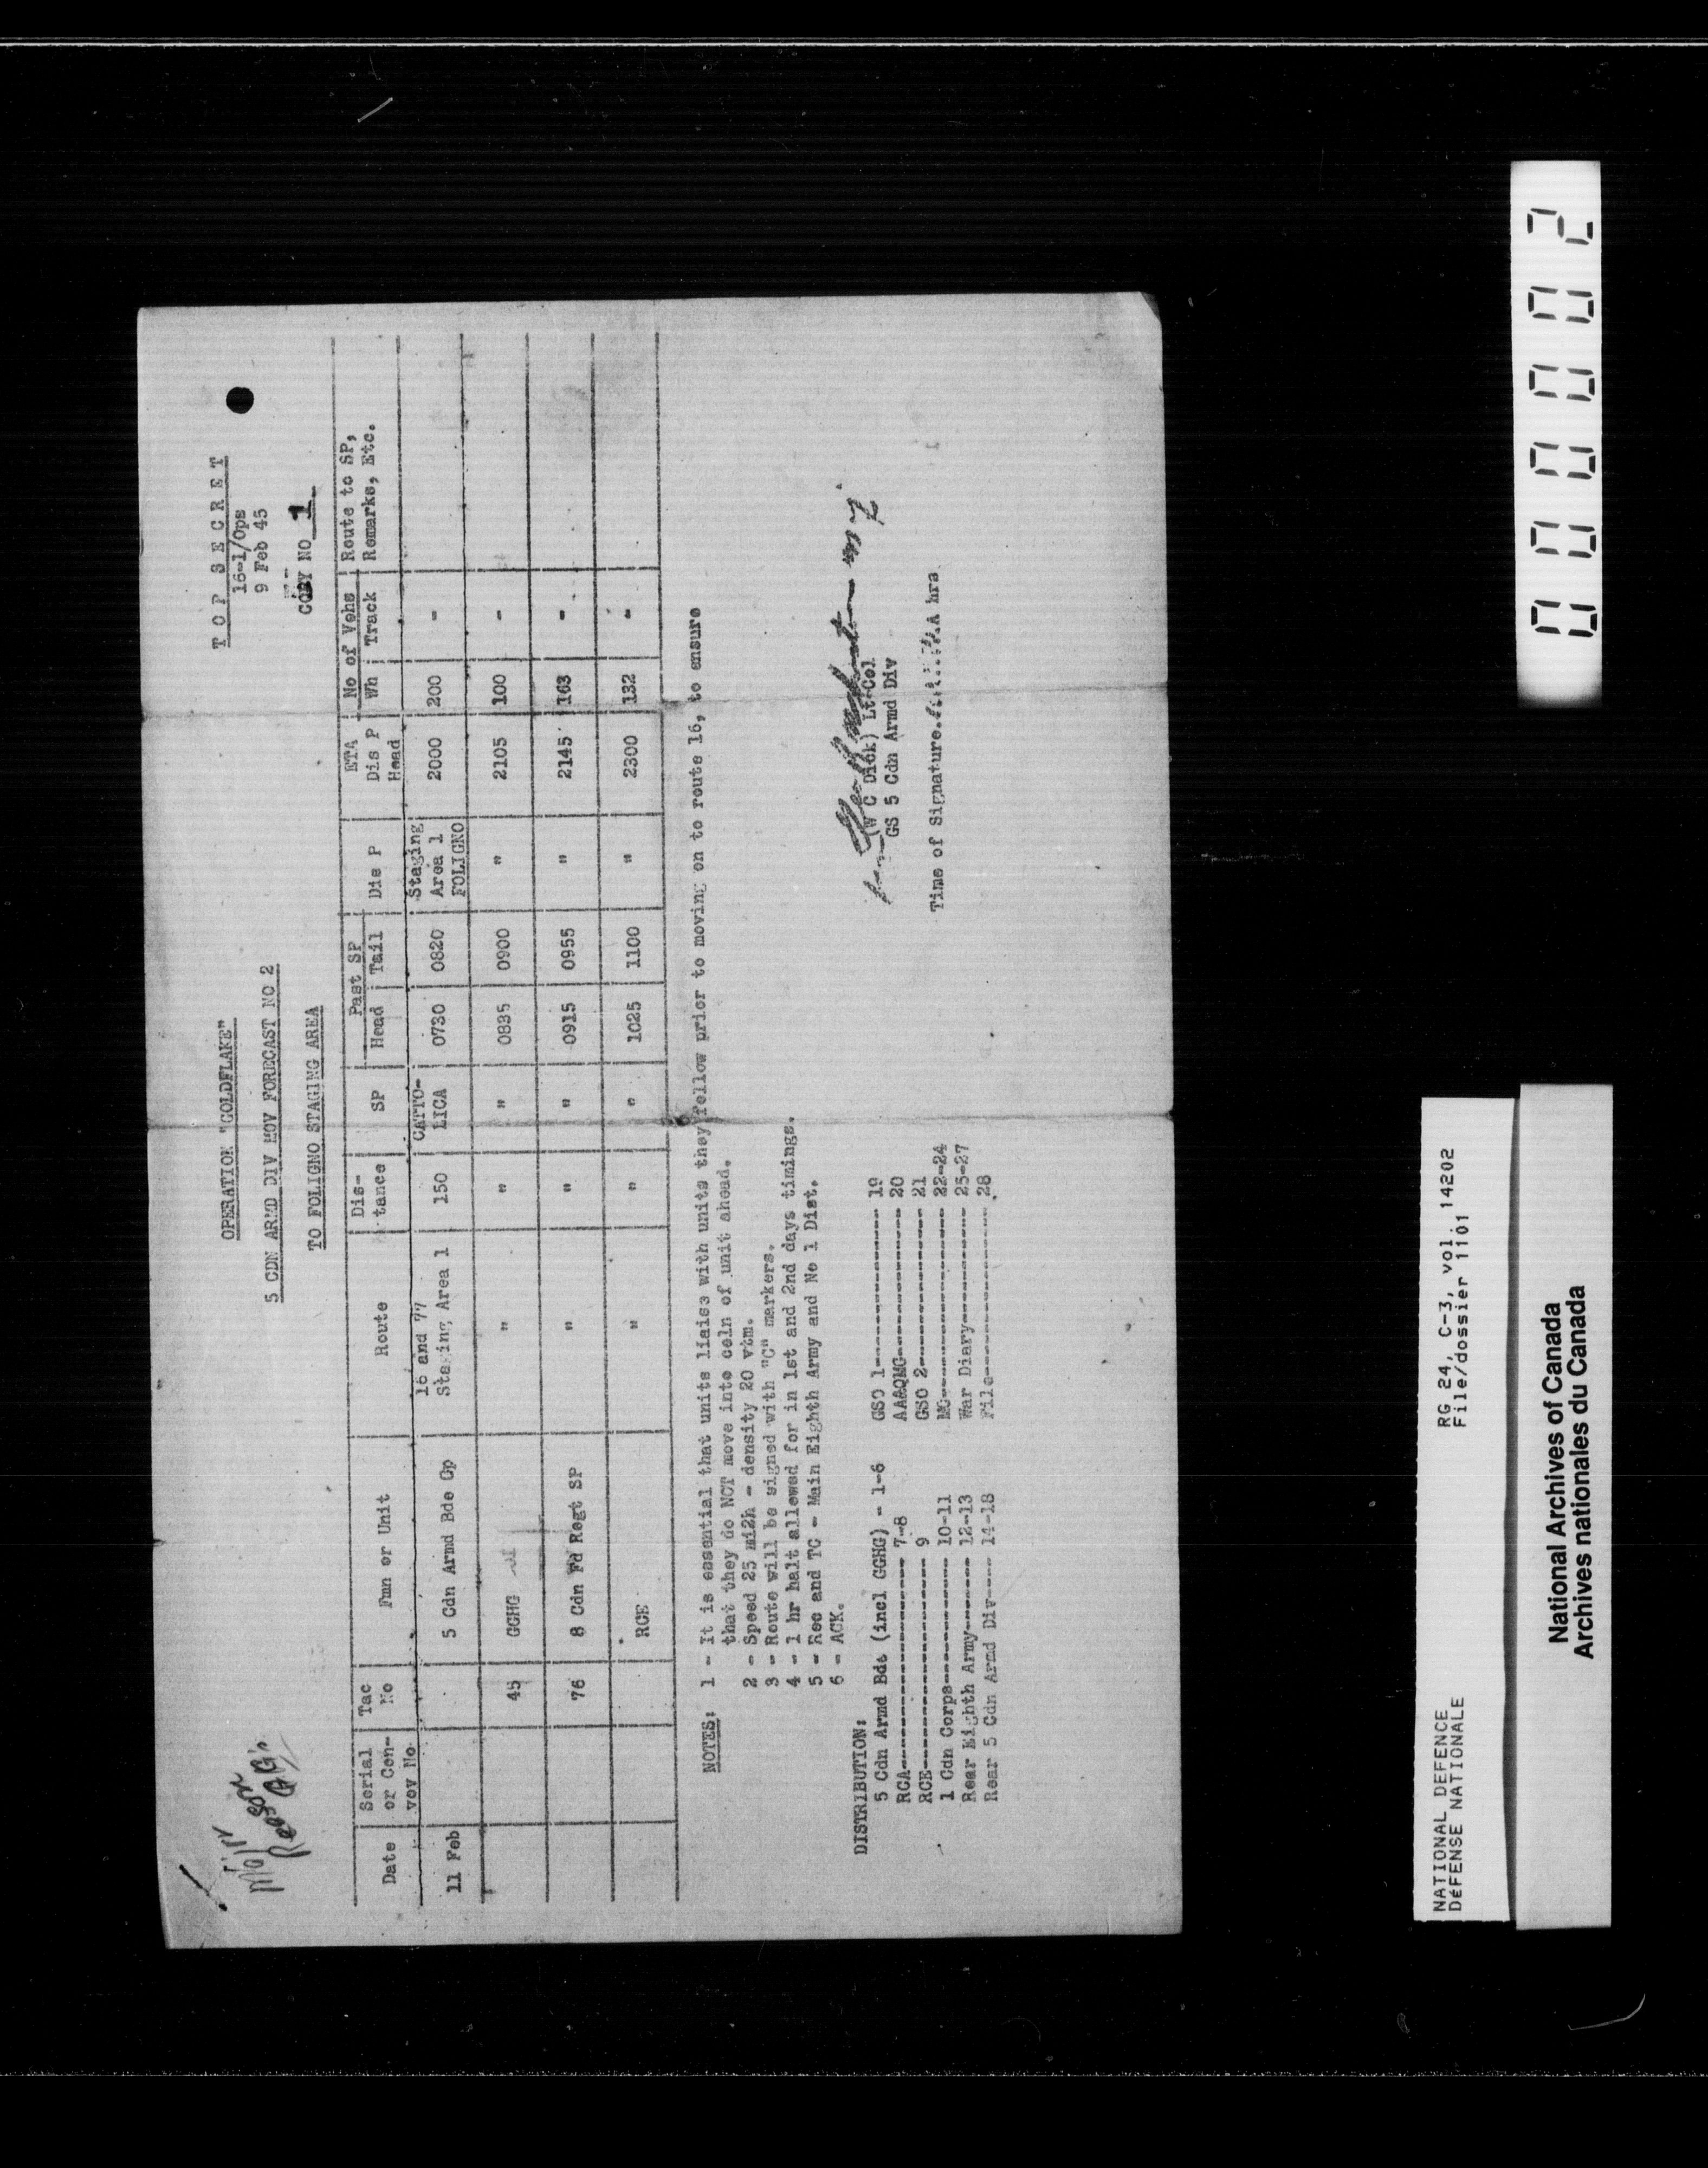 TOP SECRET
16-1/Ops
9 Feb 45
COPY NO 1
Major
OPERATION "GOLDFLAKE"
5 CDN ARMD DIV MOV FORECAST NO 2
TO FOLIGNO STAGING AREA
Date | Serial or Con-voy No | Tac No | Fmn or Unit | Route | Dis-tance | SP | Past SP Head | Past SP Tail | Dis P | ETA Dis P Head | No of Vehs Wh | No of Vehs Track | Route to SP, Remarks, Etc.
11 Feb | | | 5 Cdn Armd Bde Gp | 16 and 77 Staging Area 1 | 150 | CATTO-LICA | 0730 | 0820 | Staging Area 1 FOLIGNO | 2000 | 200 | - |
| | 45 | GGHG | " | " | " | 0835 | 0900 | " | 2105 | 100 | - |
| | 76 | 8 Cdn Fd Regt SP | " | " | " | 0915 | 0955 | " | 2145 | 163 | - |
| | | RCE | " | " | " | 1025 | 1100 | " | 2300 | 132 | - |
NOTES: 1 - It is essential that units liaise with units they follow prior to moving on to route 16, to ensure
that they do NOT move into coln of unit ahead.
2 - Speed 25 mi2h - density 20 vtm.
3 - Route will be signed with "C" markers.
4 - 1 hr halt allowed for in 1st and 2nd days timings.
5 - Rec and TC - Main Eighth Army and No 1 Dist.
6 - ACK.
DISTRIBUTION:
5 Cdn Armd Bde (incl GGHG) - 1-6
RCA---------------- 7-8
RCE---------------- 9
1 Cdn Corps---------- 10-11
Rear Eighth Army------- 12-13
Rear 5 Cdn Armd Div---- 14-18
GSO 1---------------- 19
AA&QMG-------------- 20
GSO 2---------------- 21
MG----------------- 22-24
War Diary------------ 25-27
File---------------- 28
(W C Dick) Lt-Col
GS 5 Cdn Armd Div
Time of Signature A hrs
NATIONAL DEFENCE
DéFENSE NATIONALE
RG 24, C-3, vol. 14202
File/dossier 1101
National Archives of Canada
Archives nationales du Canada
000002